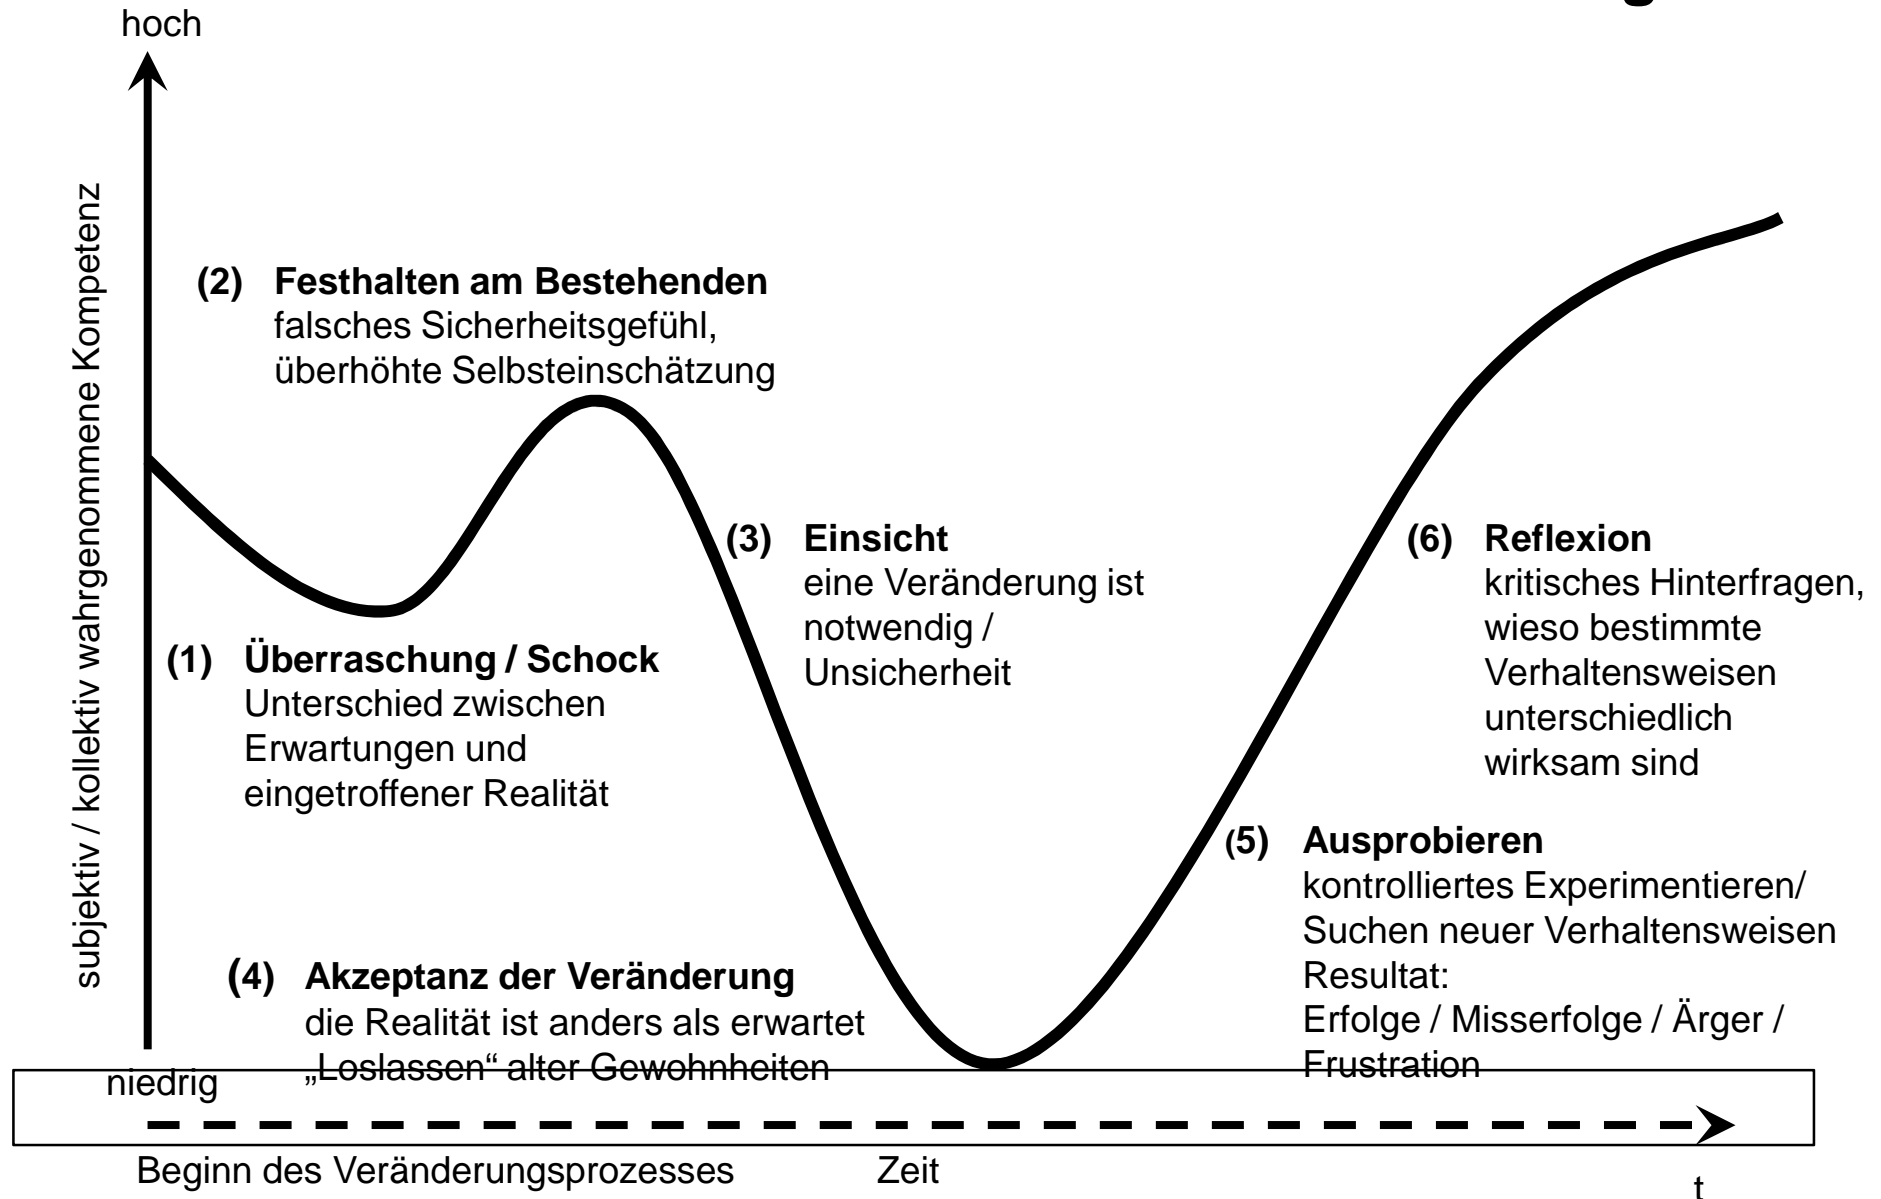 g
hoch
subjektiv / kollektiv wahrgenommene Kompetenz
(2) Festhalten am Bestehenden
falsches Sicherheitsgefühl,
überhöhte Selbsteinschätzung
(3) Einsicht
eine Veränderung ist
notwendig /
Unsicherheit
(6) Reflexion
kritisches Hinterfragen,
wieso bestimmte
Verhaltensweisen
unterschiedlich
wirksam sind
(1) Überraschung / Schock
Unterschied zwischen
Erwartungen und
eingetroffener Realität
(5) Ausprobieren
kontrolliertes Experimentieren/
Suchen neuer Verhaltensweisen
Resultat:
Erfolge / Misserfolge / Ärger /
Frustration
(4) Akzeptanz der Veränderung
die Realität ist anders als erwartet
„Loslassen“ alter Gewohnheiten
niedrig
Beginn des Veränderungsprozesses
Zeit
t